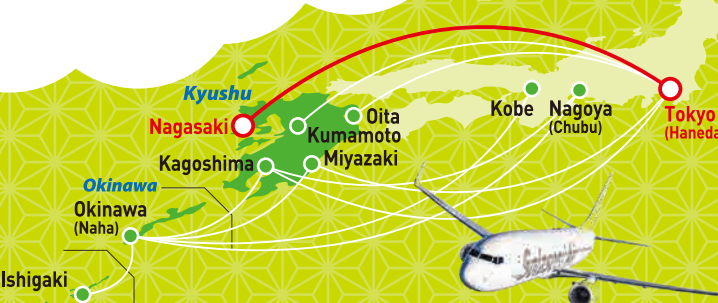 Kyushu
Nagasaki
Oita
Kumamoto
Kagoshima
Miyazaki
Kobe
Nagoya
(Chubu)
Tokyo
(Haneda
Okinawa
Okinawa
(Naha)
Ishigaki